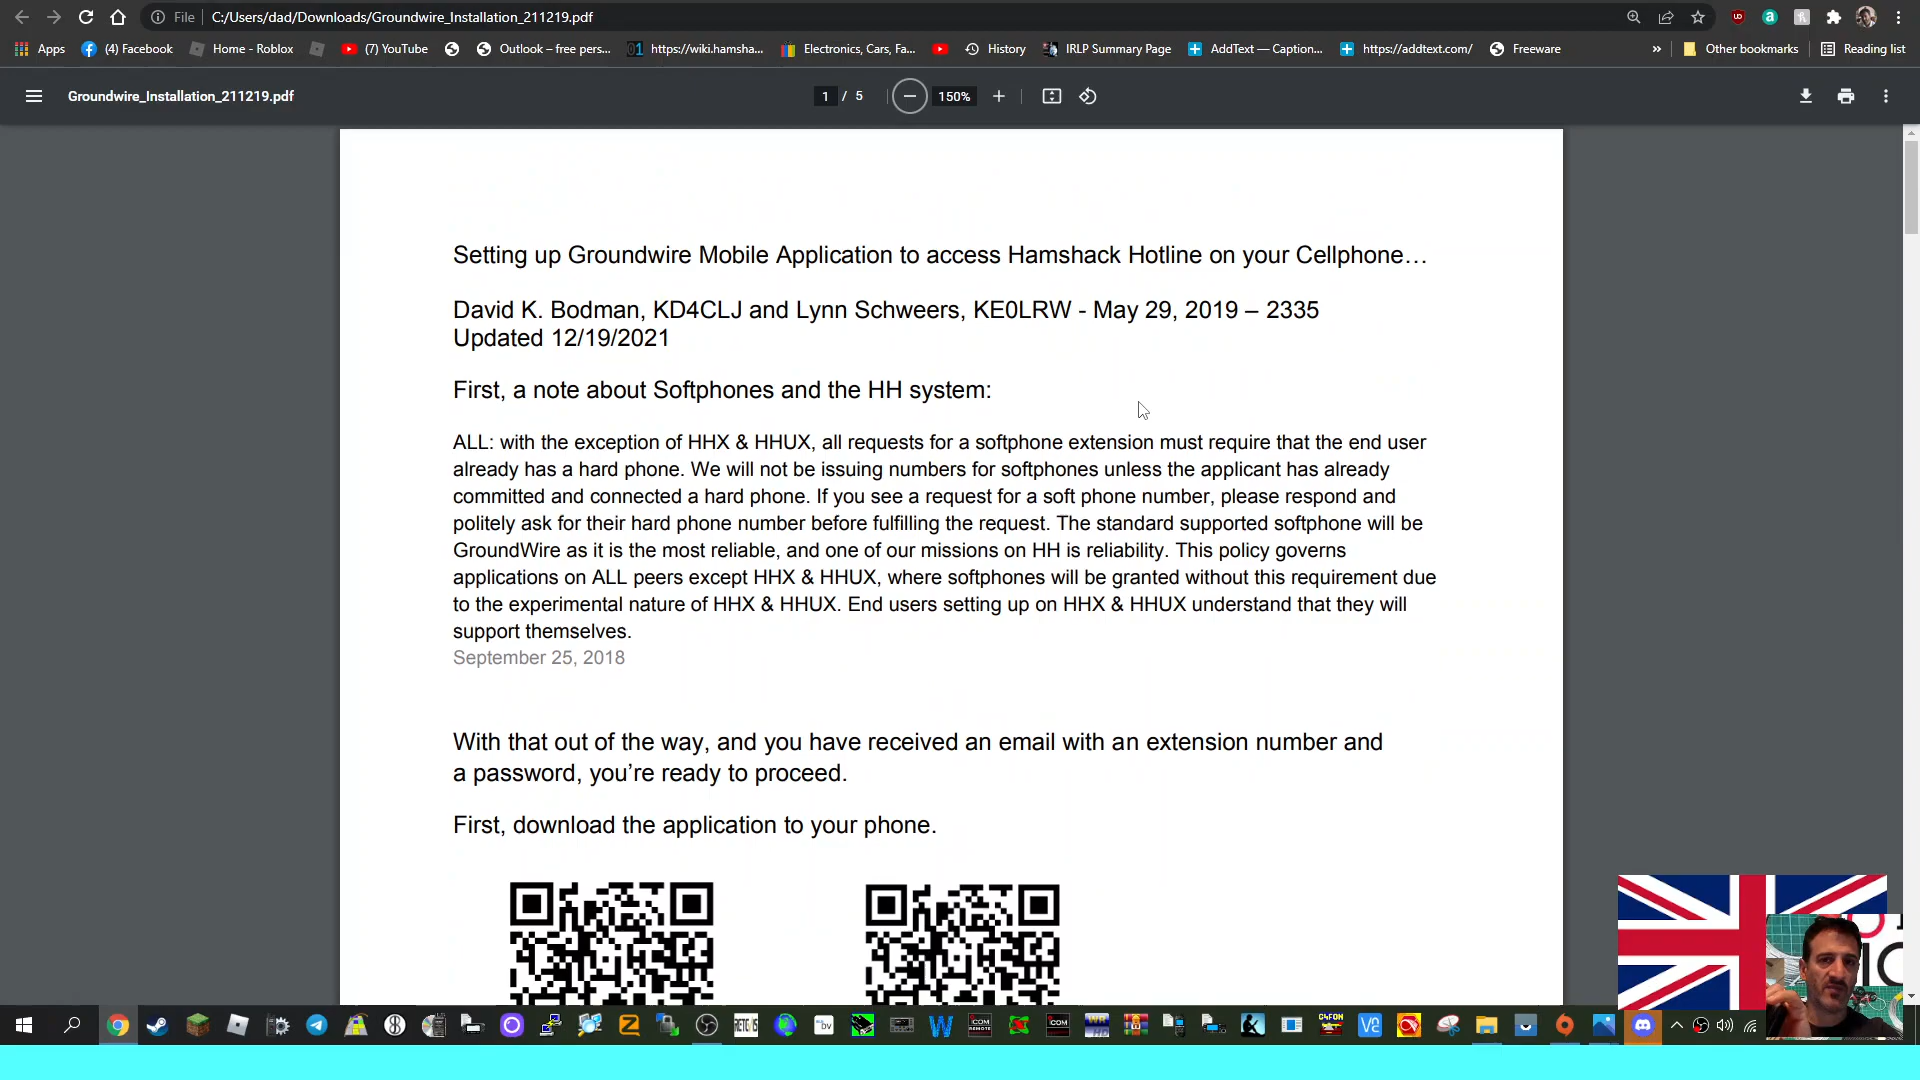 File
C:/Users/dad/Downloads/Groundwire_Installation_211219.pdf
Apps
(4) Facebook
Home - Roblox
(7) YouTube
Outlook – free pers...
https://wiki.hamsha...
Electronics, Cars, Fa...
History
IRLP Summary Page
AddText — Caption...
https://addtext.com/
Freeware
»
Other bookmarks
Reading list
Groundwire_Installation_211219.pdf
1 / 5
150%
Setting up Groundwire Mobile Application to access Hamshack Hotline on your Cellphone…
David K. Bodman, KD4CLJ and Lynn Schweers, KE0LRW - May 29, 2019 – 2335
Updated 12/19/2021
First, a note about Softphones and the HH system:
ALL: with the exception of HHX & HHUX, all requests for a softphone extension must require that the end user
already has a hard phone. We will not be issuing numbers for softphones unless the applicant has already
committed and connected a hard phone. If you see a request for a soft phone number, please respond and
politely ask for their hard phone number before fulfilling the request. The standard supported softphone will be
GroundWire as it is the most reliable, and one of our missions on HH is reliability. This policy governs
applications on ALL peers except HHX & HHUX, where softphones will be granted without this requirement due
to the experimental nature of HHX & HHUX. End users setting up on HHX & HHUX understand that they will
support themselves.
September 25, 2018
With that out of the way, and you have received an email with an extension number and
a password, you’re ready to proceed.
First, download the application to your phone.